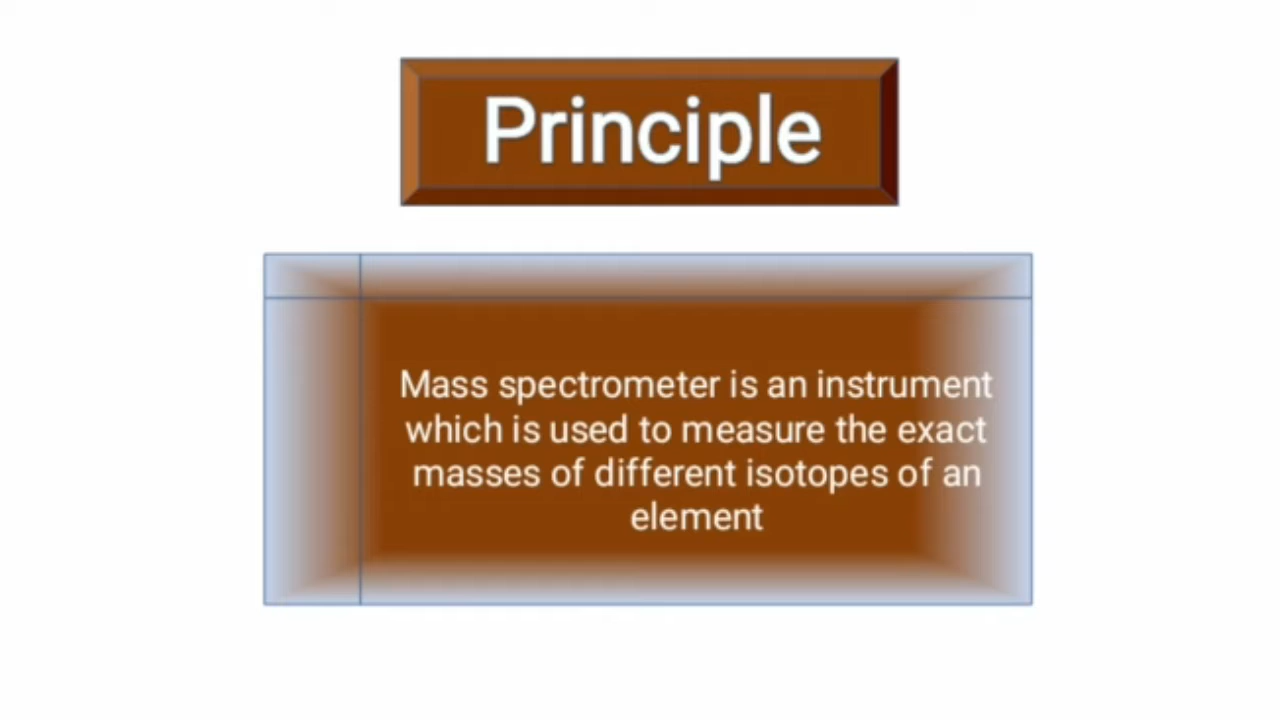 Principle
Mass spectrometer is an instrument
which is used to measure the exact
masses of different isotopes of an
element